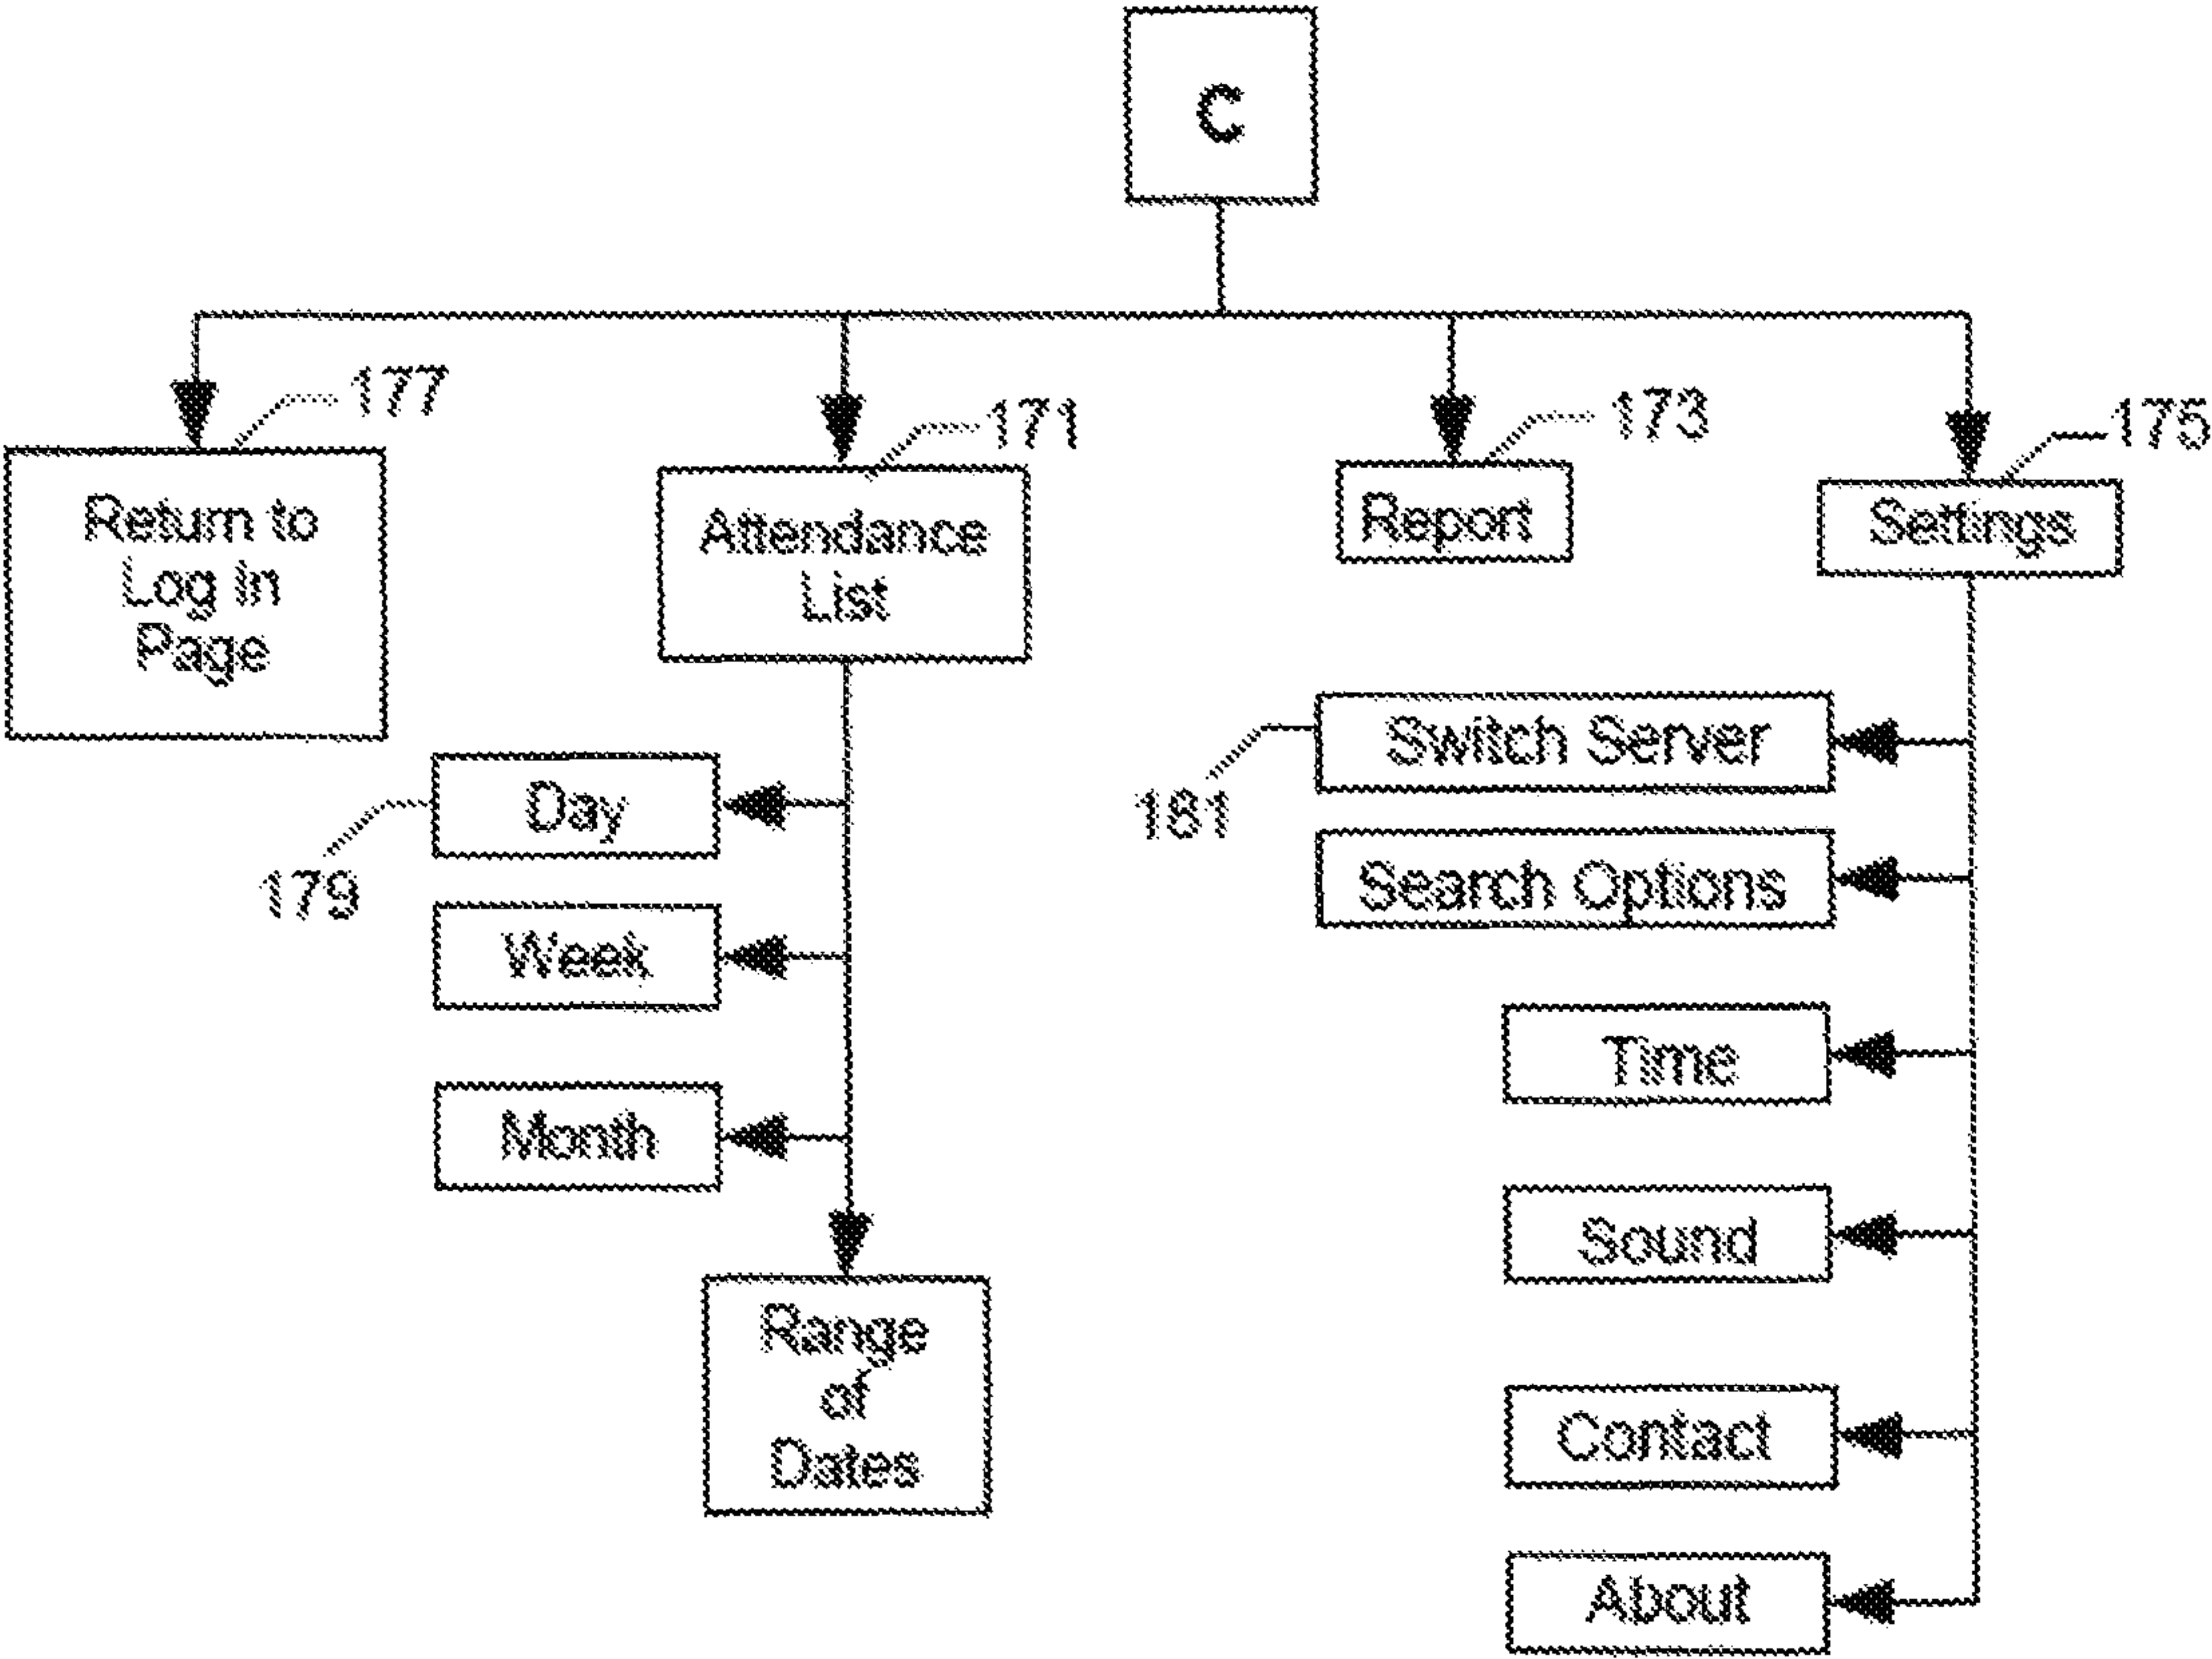 C
177
171
173
175
Return to
Log In
Page
Attendance
List
Report
Settings
Switch Server
181
Day
179
Search Options
Week
Time
Month
Sound
Range
of
Dates
Contact
About